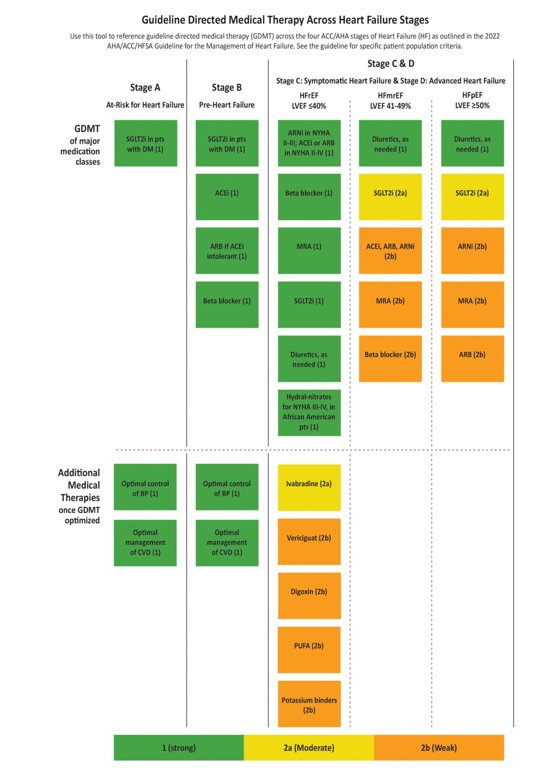 Guideline Directed Medical Therapy Across Heart Failure Stages
Use this tool to reference guideline directed medical therapy (GDMT) across the four ACC/AHA stages of Heart Failure (HF) as outlined in the 2022
AHA/ACC/HFSA Guideline for the Management of Heart Failure. See the guideline for specific patient population criteria.
Stage C & D
Stage A
Stage B
Stage C: Symptomatic Heart Failure & Stage D: Advanced Heart Failure
At-Risk for Heart Failure
Pre-Heart Failure
HFrEF
LVEF ≤40%
HFmrEF
LVEF 41-49%
HFpEF
LVEF ≥50%
GDMT
of major
medication
classes
SGLT2i in pts
with DM (1)
SGLT2i in pts
with DM (1)
ARNI in NYHA
II-III; ACEi or ARB
in NYHA II-IV (1)
Diuretics, as
needed (1)
Diuretics, as
needed (1)
ACEi (1)
Beta blocker (1)
SGLT2i (2a)
SGLT2i (2a)
ARB if ACEi
intolerant (1)
MRA (1)
ACEi, ARB, ARNi
(2b)
ARNi (2b)
Beta blocker (1)
SGLT2i (1)
MRA (2b)
MRA (2b)
Diuretics, as
needed (1)
Beta blocker (2b)
ARB (2b)
Hydral-nitrates
for NYHA III-IV, in
African American
pts (1)
Additional
Medical
Therapies
once GDMT
optimized
Optimal control
of BP (1)
Optimal control
of BP (1)
Ivabradine (2a)
Optimal
management
of CVD (1)
Optimal
management
of CVD (1)
Vericiguat (2b)
Digoxin (2b)
PUFA (2b)
Potassium binders
(2b)
1 (strong)
2a (Moderate)
2b (Weak)